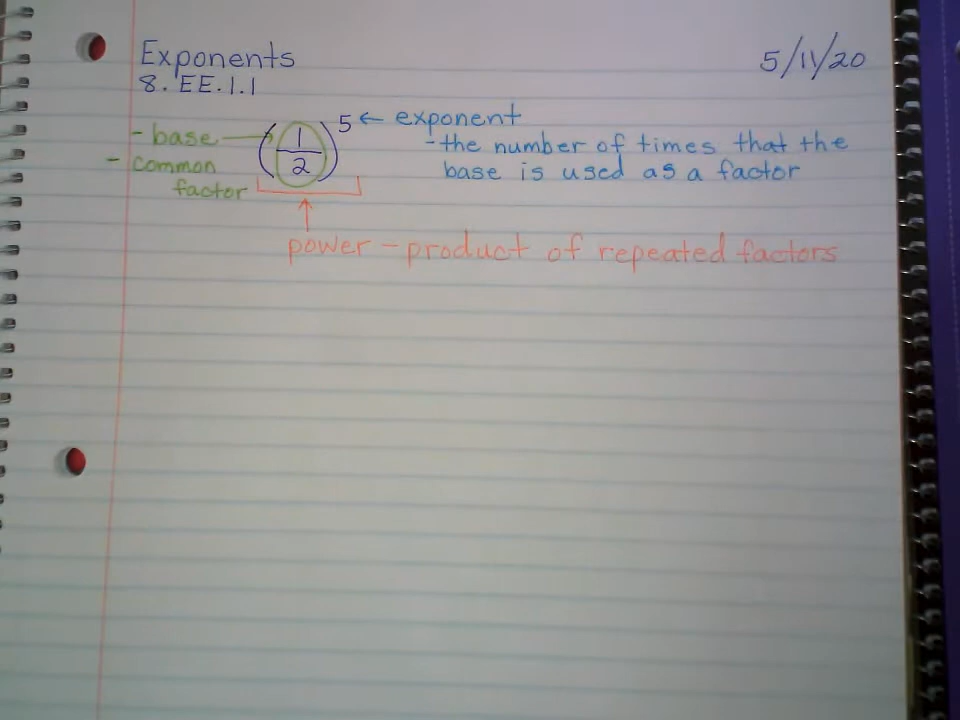 Exponents 5/11/20
8.EE.1.1
- base (1/2)^5 ← exponent
- common factor
- the number of times that the
base is used as a factor
power - product of repeated factors